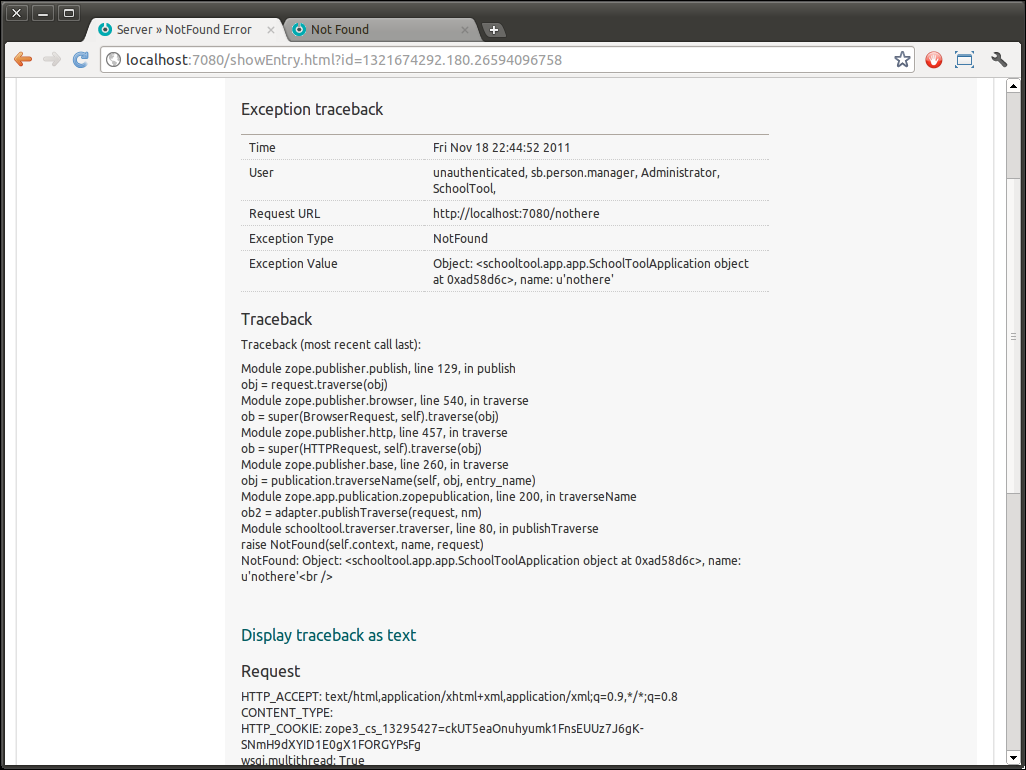 Server » NotFound Error
Not Found
localhost:7080/showEntry.html?id=1321674292.180.26594096758
Exception traceback
Time Fri Nov 18 22:44:52 2011
User unauthenticated, sb.person.manager, Administrator,
SchoolTool,
Request URL http://localhost:7080/nothere
Exception Type NotFound
Exception Value Object: <schooltool.app.app.SchoolToolApplication object
at 0xad58d6c>, name: u'nothere'
Traceback
Traceback (most recent call last):
Module zope.publisher.publish, line 129, in publish
obj = request.traverse(obj)
Module zope.publisher.browser, line 540, in traverse
ob = super(BrowserRequest, self).traverse(obj)
Module zope.publisher.http, line 457, in traverse
ob = super(HTTPRequest, self).traverse(obj)
Module zope.publisher.base, line 260, in traverse
obj = publication.traverseName(self, obj, entry_name)
Module zope.app.publication.zopepublication, line 200, in traverseName
ob2 = adapter.publishTraverse(request, nm)
Module schooltool.traverser.traverser, line 80, in publishTraverse
raise NotFound(self.context, name, request)
NotFound: Object: <schooltool.app.app.SchoolToolApplication object at 0xad58d6c>, name:
u'nothere'<br />
Display traceback as text
Request
HTTP_ACCEPT: text/html,application/xhtml+xml,application/xml;q=0.9,*/*;q=0.8
CONTENT_TYPE:
HTTP_COOKIE: zope3_cs_13295427=ckUT5eaOnuhyumk1FnsEUUz7J6gK-
SNmH9dXYID1E0gX1FORGYPsFg
wsgi.multithread: True